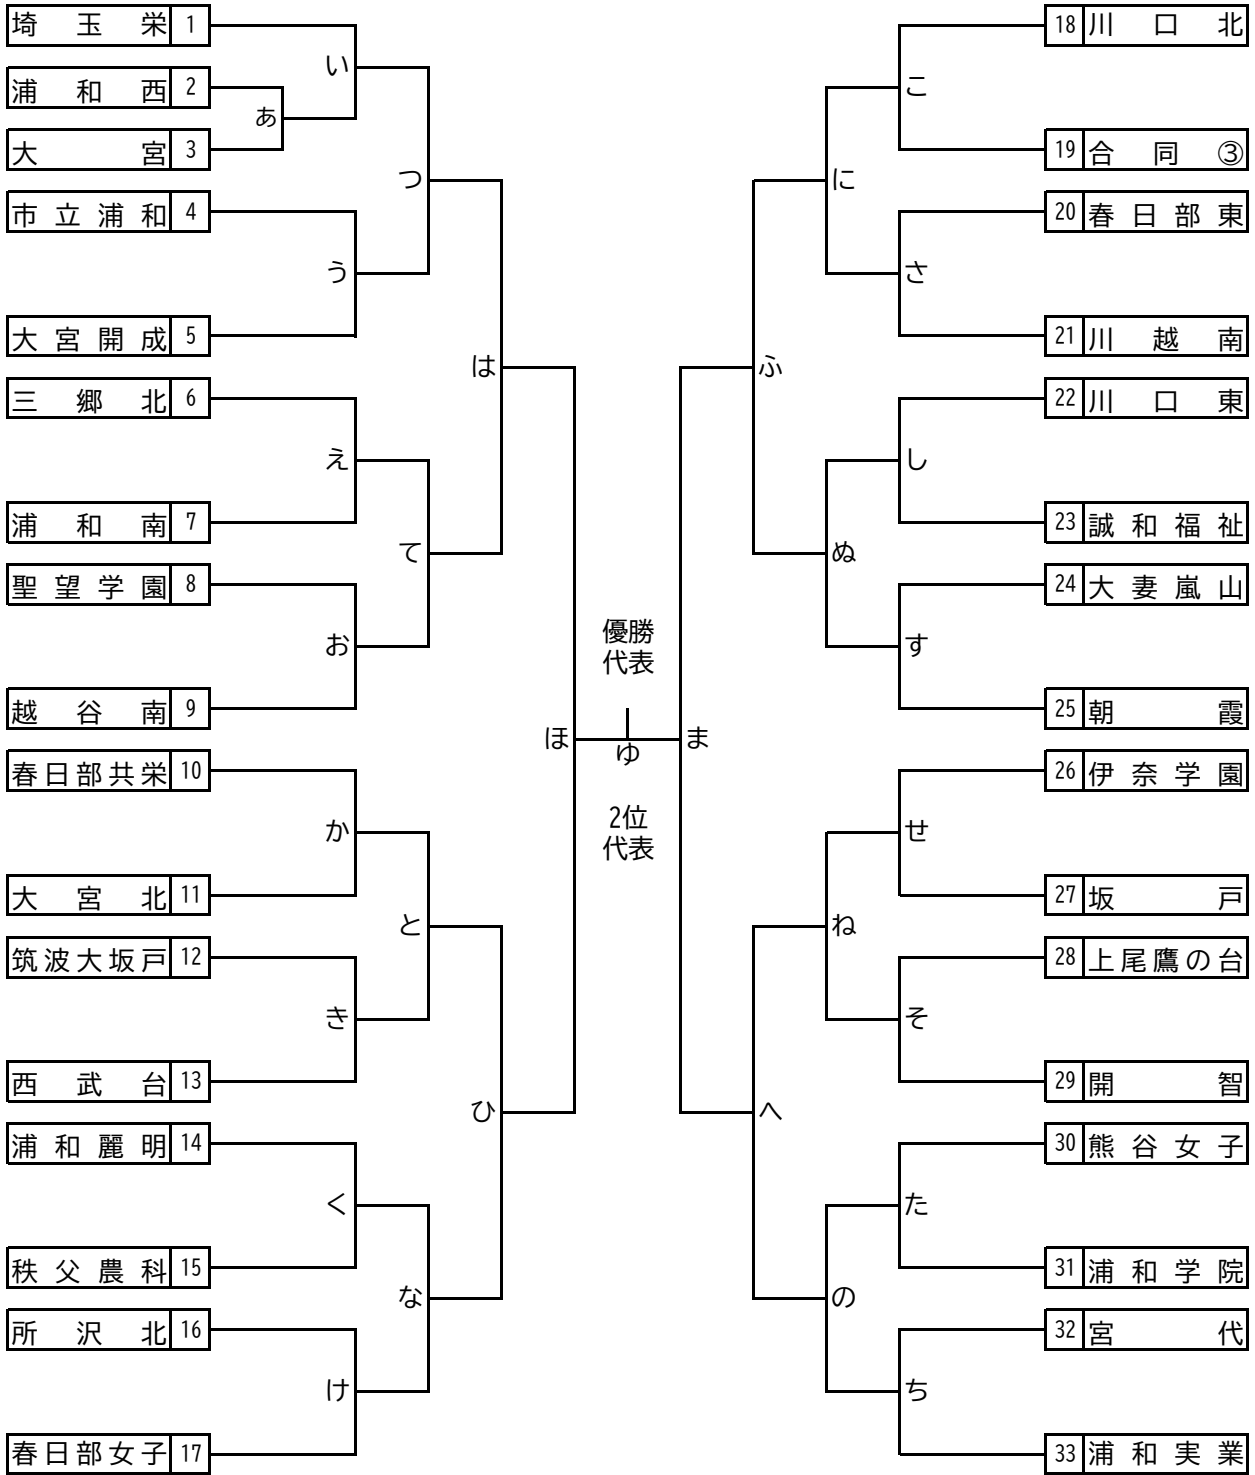 埼玉栄 1
い
浦和西 2
あ
大宮 3
つ
市立浦和 4
う
大宮開成 5
は
三郷北 6
え
浦和南 7
て
聖望学園 8
お
越谷南 9
ほ
春日部共栄 10
か
大宮北 11
と
筑波大坂戸 12
き
西武台 13
ひ
浦和麗明 14
く
秩父農科 15
な
所沢北 16
け
春日部女子 17
優勝
代表
ゆ
2位
代表
18 川口北
こ
19 合同③
に
20 春日部東
さ
21 川越南
ふ
22 川口東
し
23 誠和福祉
ぬ
24 大妻嵐山
す
25 朝霞
ま
26 伊奈学園
せ
27 坂戸
ね
28 上尾鷹の台
そ
29 開智
へ
30 熊谷女子
た
31 浦和学院
の
32 宮代
ち
33 浦和実業